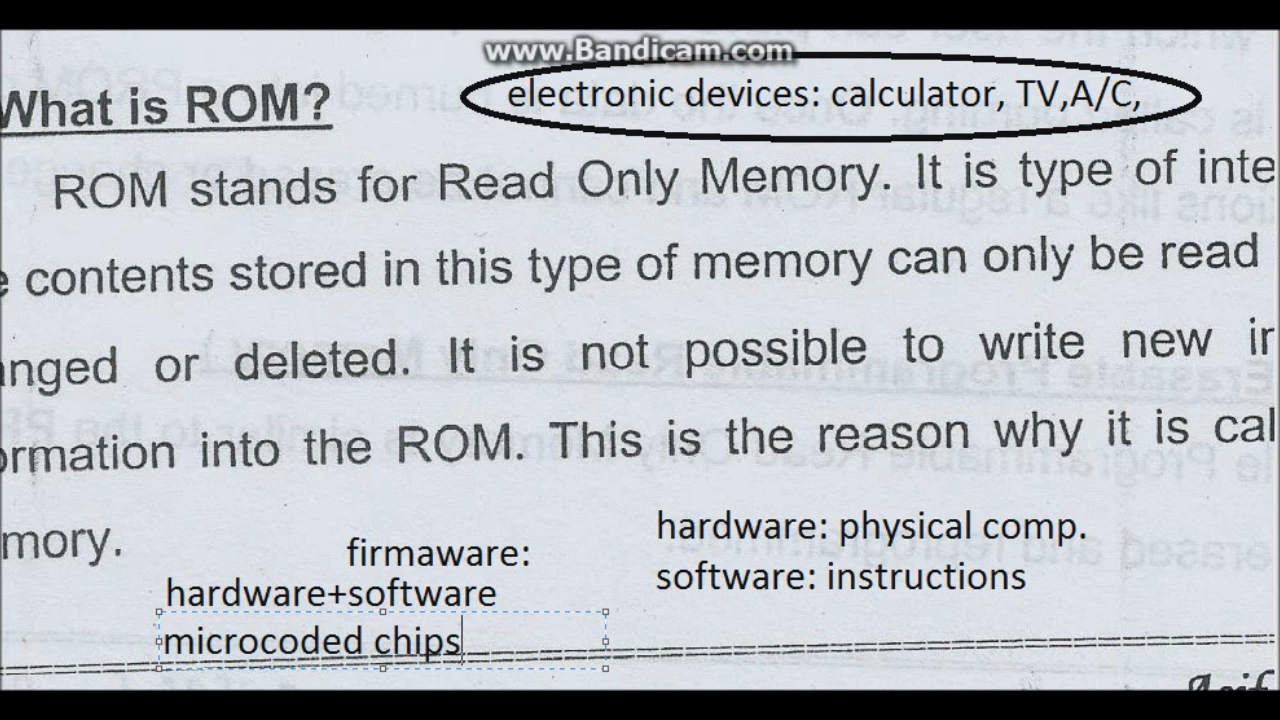 www.Bandicam.com
What is ROM?
electronic devices: calculator, TV,A/C,
ROM stands for Read Only Memory. It is type of inte
e contents stored in this type of memory can only be read
anged or deleted. It is not possible to write new in
ormation into the ROM. This is the reason why it is cal
mory.
firmaware:
hardware+software
microcoded chips
hardware: physical comp.
software: instructions